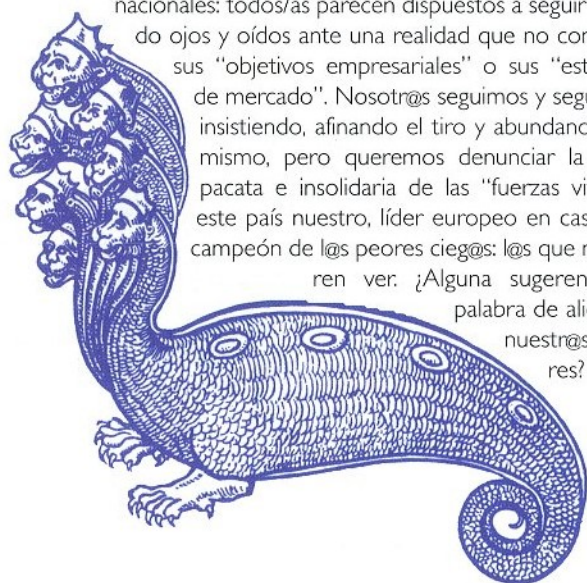 nacionales: todos/as parecen dispuestos a seguir
do ojos y oídos ante una realidad que no con
sus “objetivos empresariales” o sus “est
de mercado”. Nosotr@s seguimos y segu
insistiendo, afinando el tiro y abundanc
mismo, pero queremos denunciar la
pacata e insolidaria de las “fuerzas vi
este país nuestro, líder europeo en cas
campeón de l@s peores cieg@s: l@s que n
ren ver. ¿Alguna sugeren
palabra de ali
nuestr@s
res?